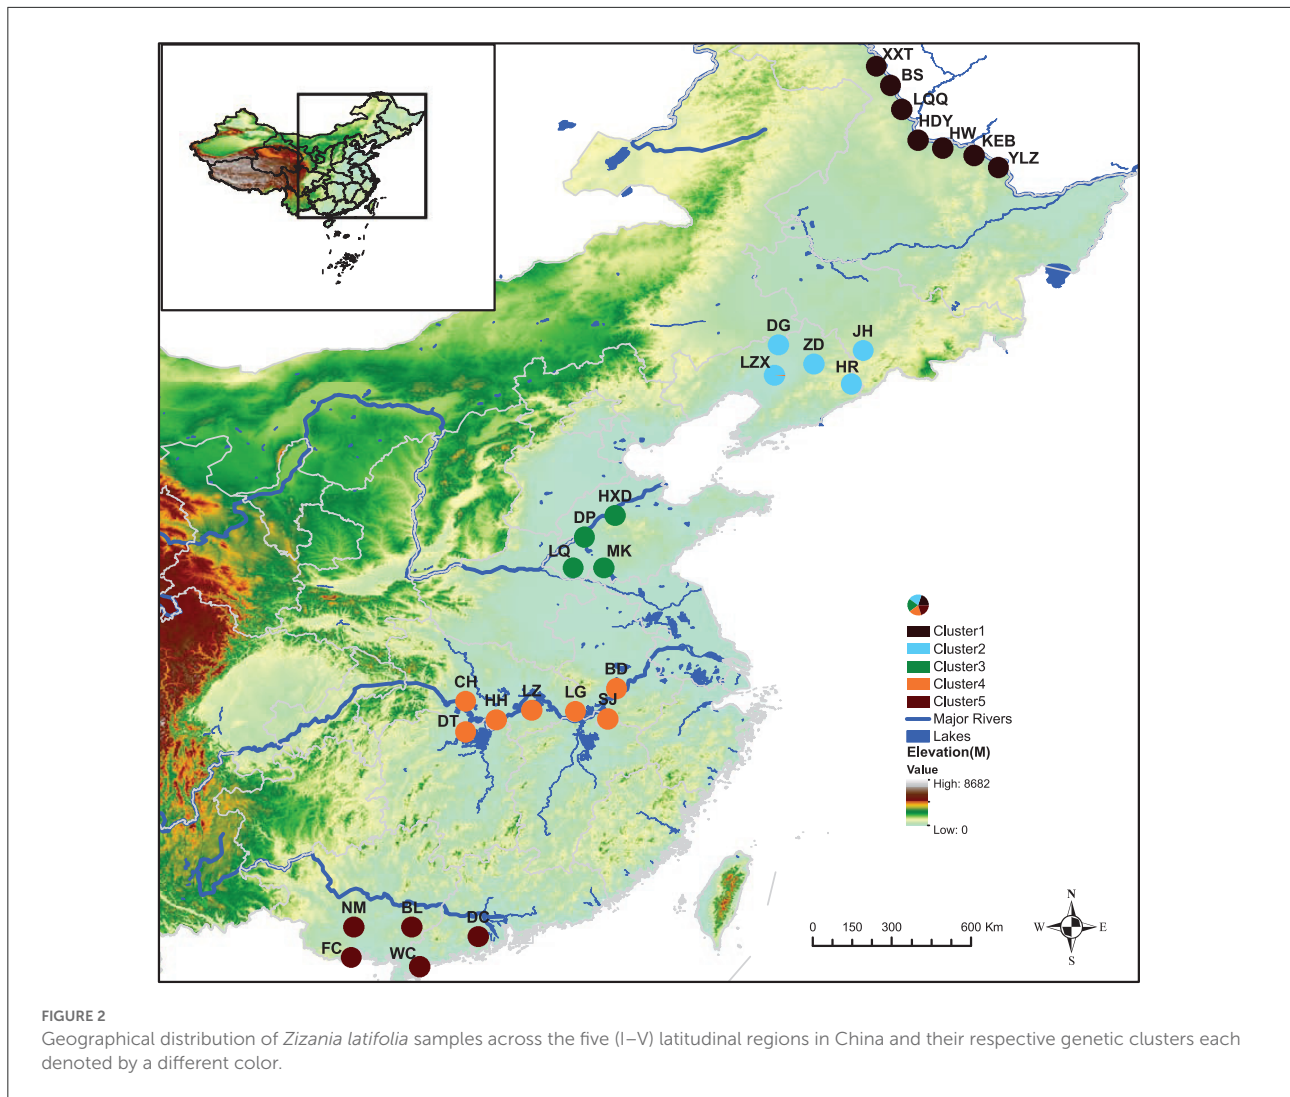 XXT
BS
LQQ
HDY
HW
KEB
YLZ
DG
JH
ZD
LZX
HR
HXD
DP
LQ
MK
BD
CH
LZ
LG
HH
SJ
DT
NM
BL
DC
FC
WC
Cluster1
Cluster2
Cluster3
Cluster4
Cluster5
Major Rivers
Lakes
Elevation(M)
Value
High: 8682
Low: 0
N
W E
S
0 150 300 600 Km
FIGURE 2
Geographical distribution of Zizania latifolia samples across the five (I–V) latitudinal regions in China and their respective genetic clusters each
denoted by a different color.